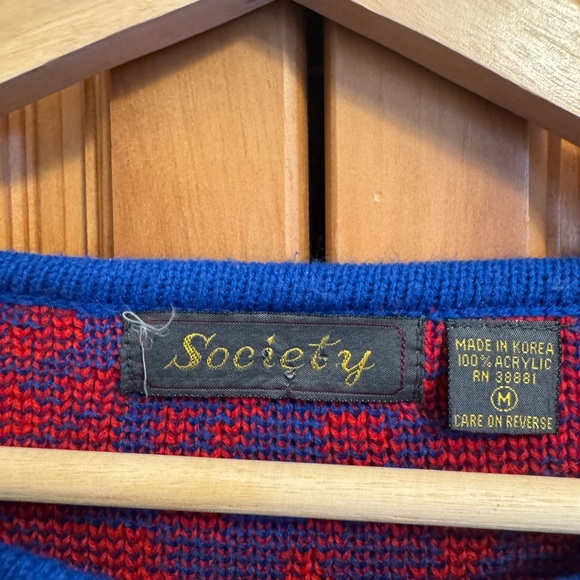 Society
MADE IN KOREA
100% ACRYLIC
RN 38881
M
CARE ON REVERSE